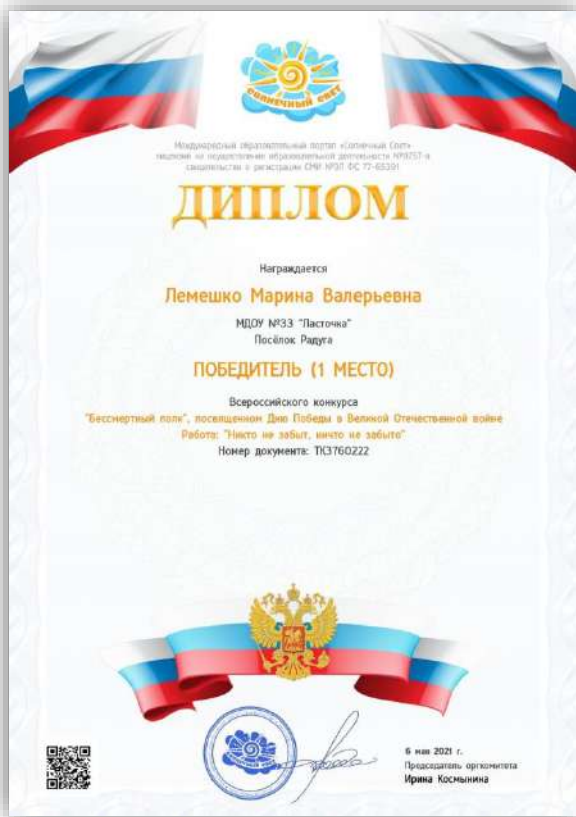 СОЛНЕЧНЫЙ СВЕТ
Международный образовательный портал «Солнечный Свет»
лицензия на осуществление образовательной деятельности №9757-л
свидетельство о регистрации СМИ №ЭЛ ФС 77-65391
ДИПЛОМ
Награждается
Лемешко Марина Валерьевна
МДОУ №33 "Ласточка"
Посёлок Радуга
ПОБЕДИТЕЛЬ (1 МЕСТО)
Всероссийского конкурса
"Бессмертный полк", посвященном Дню Победы в Великой Отечественной войне
Работа: "Никто не забыт, ничто не забыто"
Номер документа: ТК3760222
6 мая 2021 г.
Председатель оргкомитета
Ирина Космынина